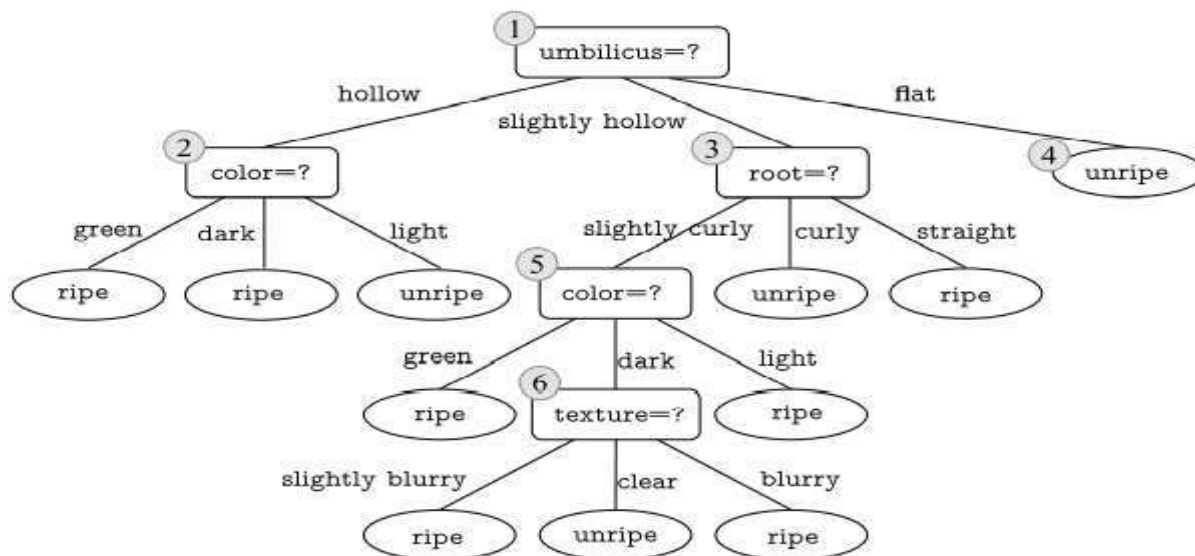 1
umbilicus=?
hollow
slightly hollow
flat
2
color=?
3
root=?
4
unripe
green
dark
light
slightly curly
curly
straight
ripe
ripe
unripe
5
color=?
unripe
ripe
green
dark
light
ripe
6
texture=?
ripe
slightly blurry
clear
blurry
ripe
unripe
ripe